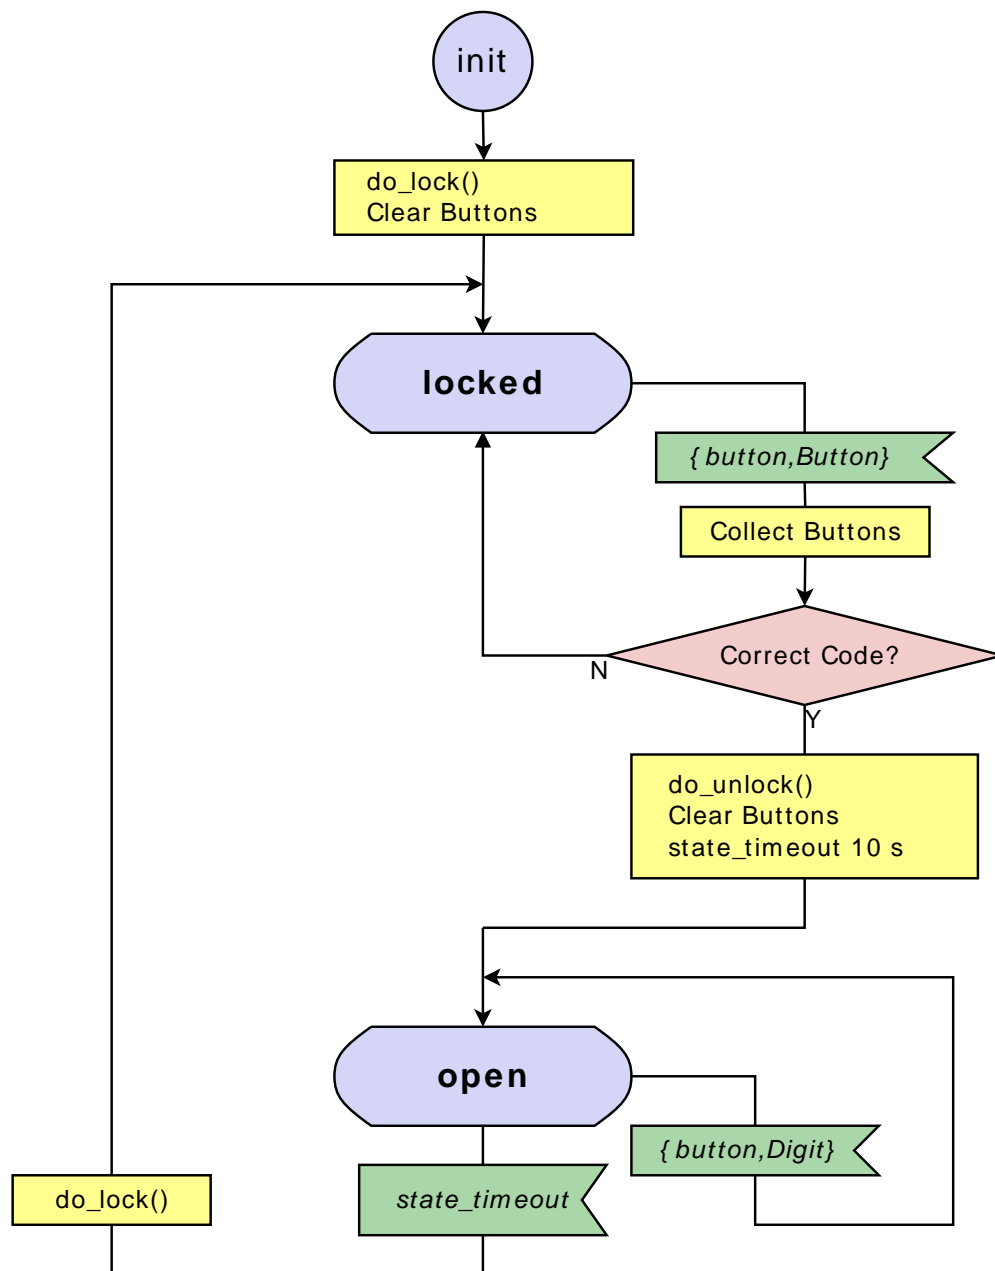 init
do_lock()
Clear Buttons
locked
{button,Button}
Collect Buttons
Correct Code?
N
Y
do_unlock()
Clear Buttons
state_timeout 10 s
open
{button,Digit}
do_lock()
state_timeout